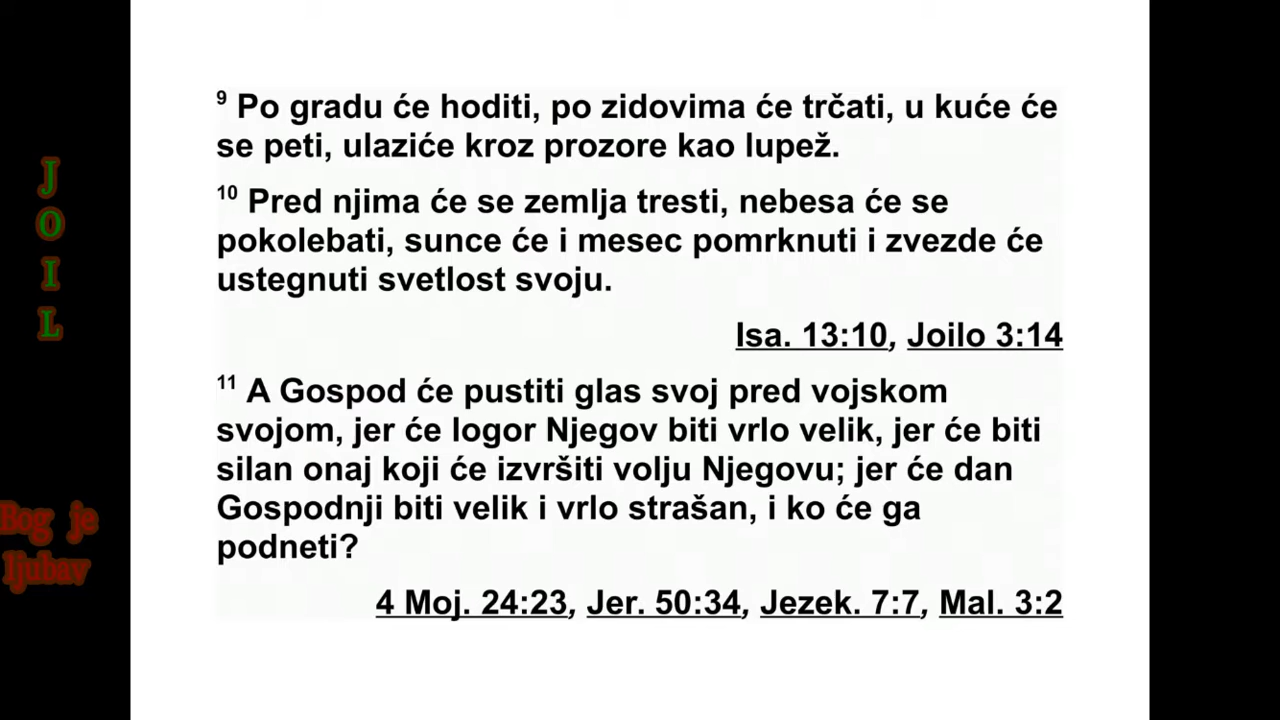 J
O
I
L
Bog je
ljubav
9 Po gradu će hoditi, po zidovima će trčati, u kuće će
se peti, ulaziće kroz prozore kao lupež.
10 Pred njima će se zemlja tresti, nebesa će se
pokolebati, sunce će i mesec pomrknuti i zvezde će
ustegnuti svetlost svoju.
Isa. 13:10, Joilo 3:14
11 A Gospod će pustiti glas svoj pred vojskom
svojom, jer će logor Njegov biti vrlo velik, jer će biti
silan onaj koji će izvršiti volju Njegovu; jer će dan
Gospodnji biti velik i vrlo strašan, i ko će ga
podneti?
4 Moj. 24:23, Jer. 50:34, Jezek. 7:7, Mal. 3:2